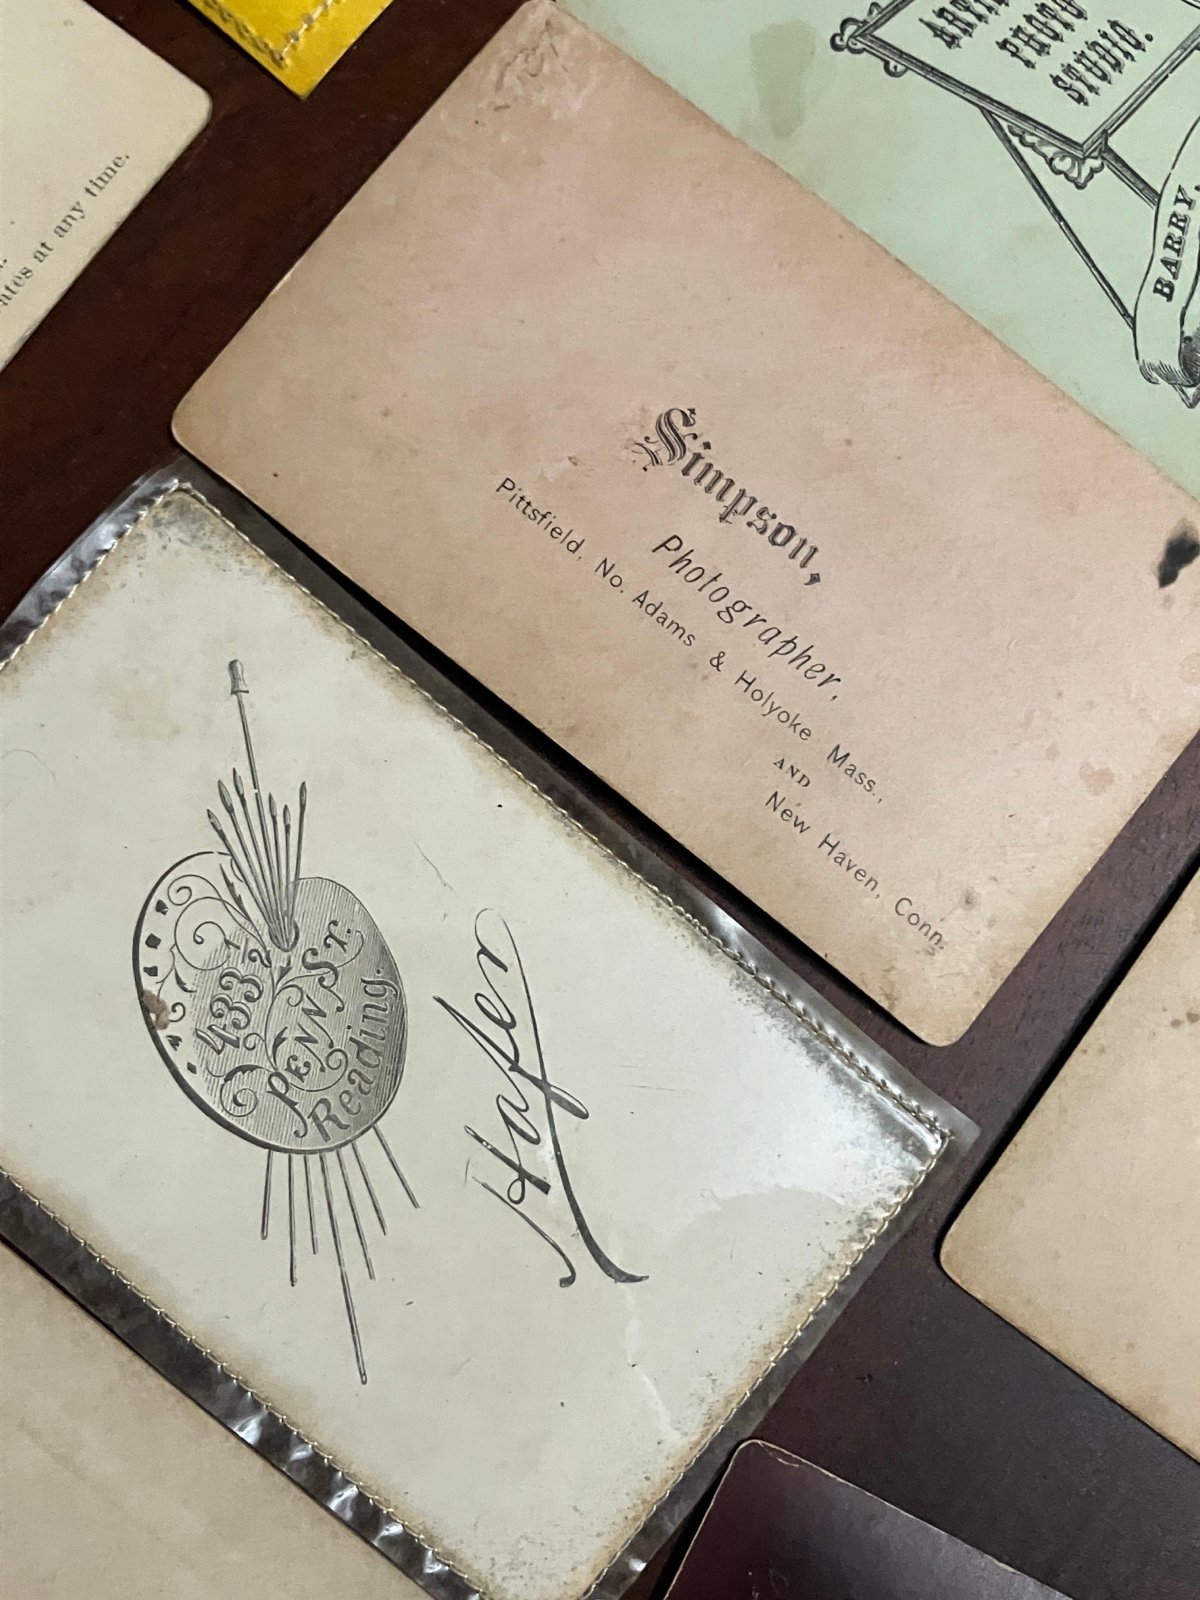 at any time.
PHOTO
STUDIO.
BARRY,
Simpson,
Photographer,
Pittsfield, No. Adams & Holyoke Mass.,
AND
New Haven, Conn.
433½
PENN ST.
Reading.
Hafer